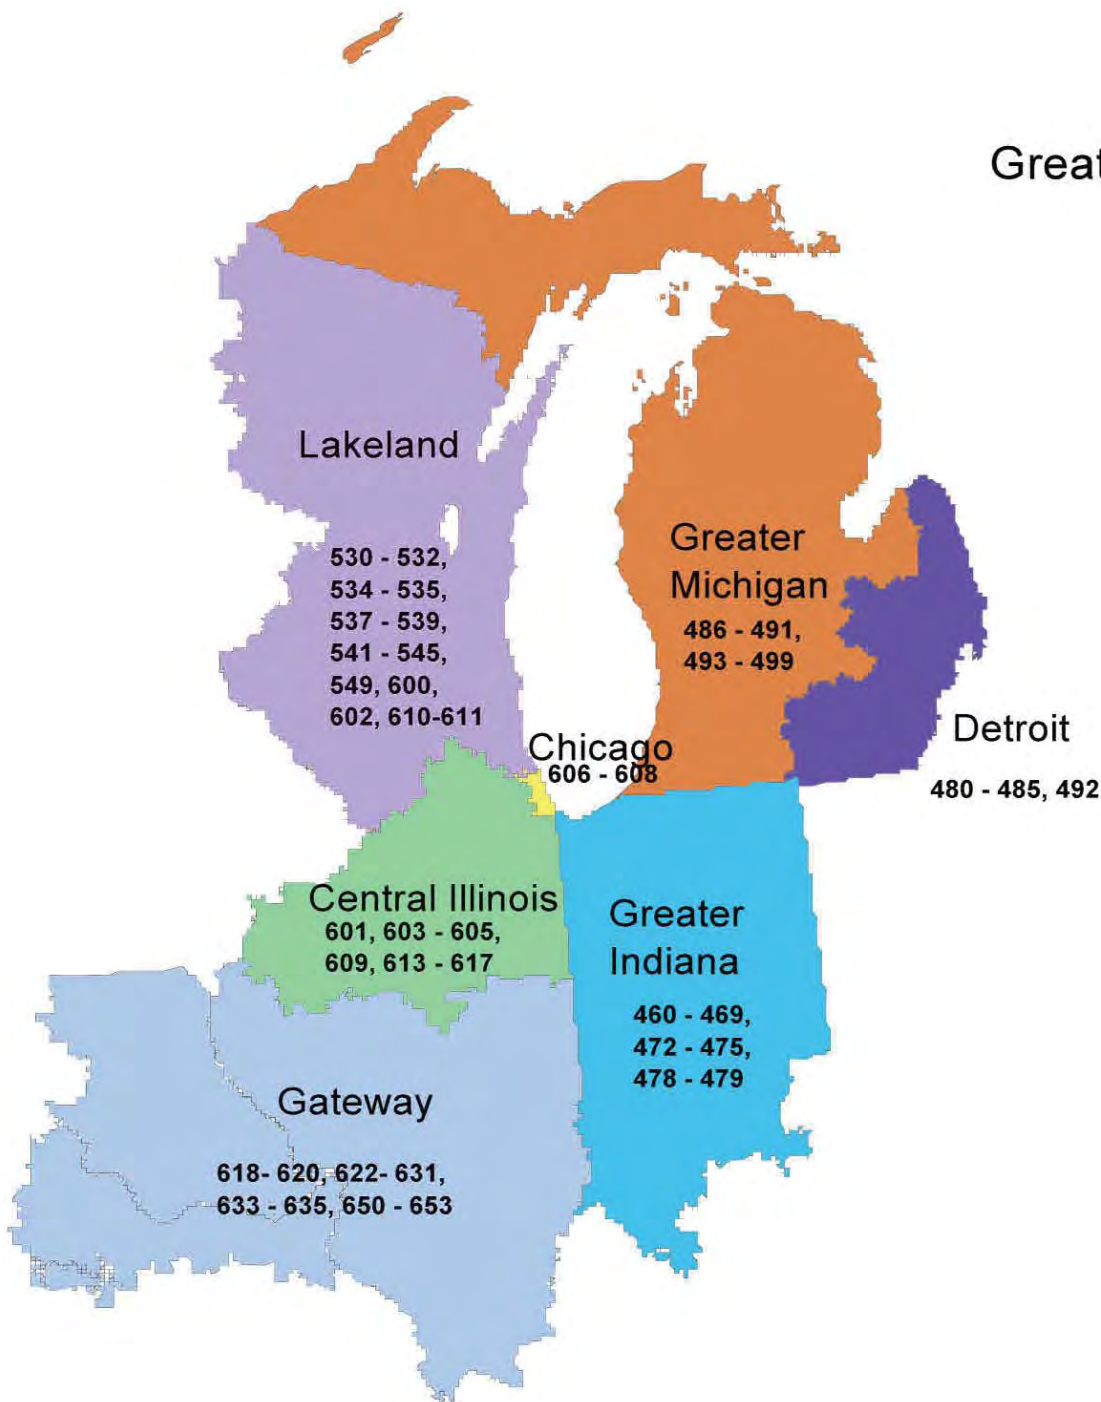 Great
Lakeland
530 - 532,
534 - 535,
537 - 539,
541 - 545,
549, 600,
602, 610-611
Greater
Michigan
486 - 491,
493 - 499
Detroit
480 - 485, 492
Chicago
606 - 608
Central Illinois
601, 603 - 605,
609, 613 - 617
Greater
Indiana
460 - 469,
472 - 475,
478 - 479
Gateway
618- 620, 622- 631,
633 - 635, 650 - 653